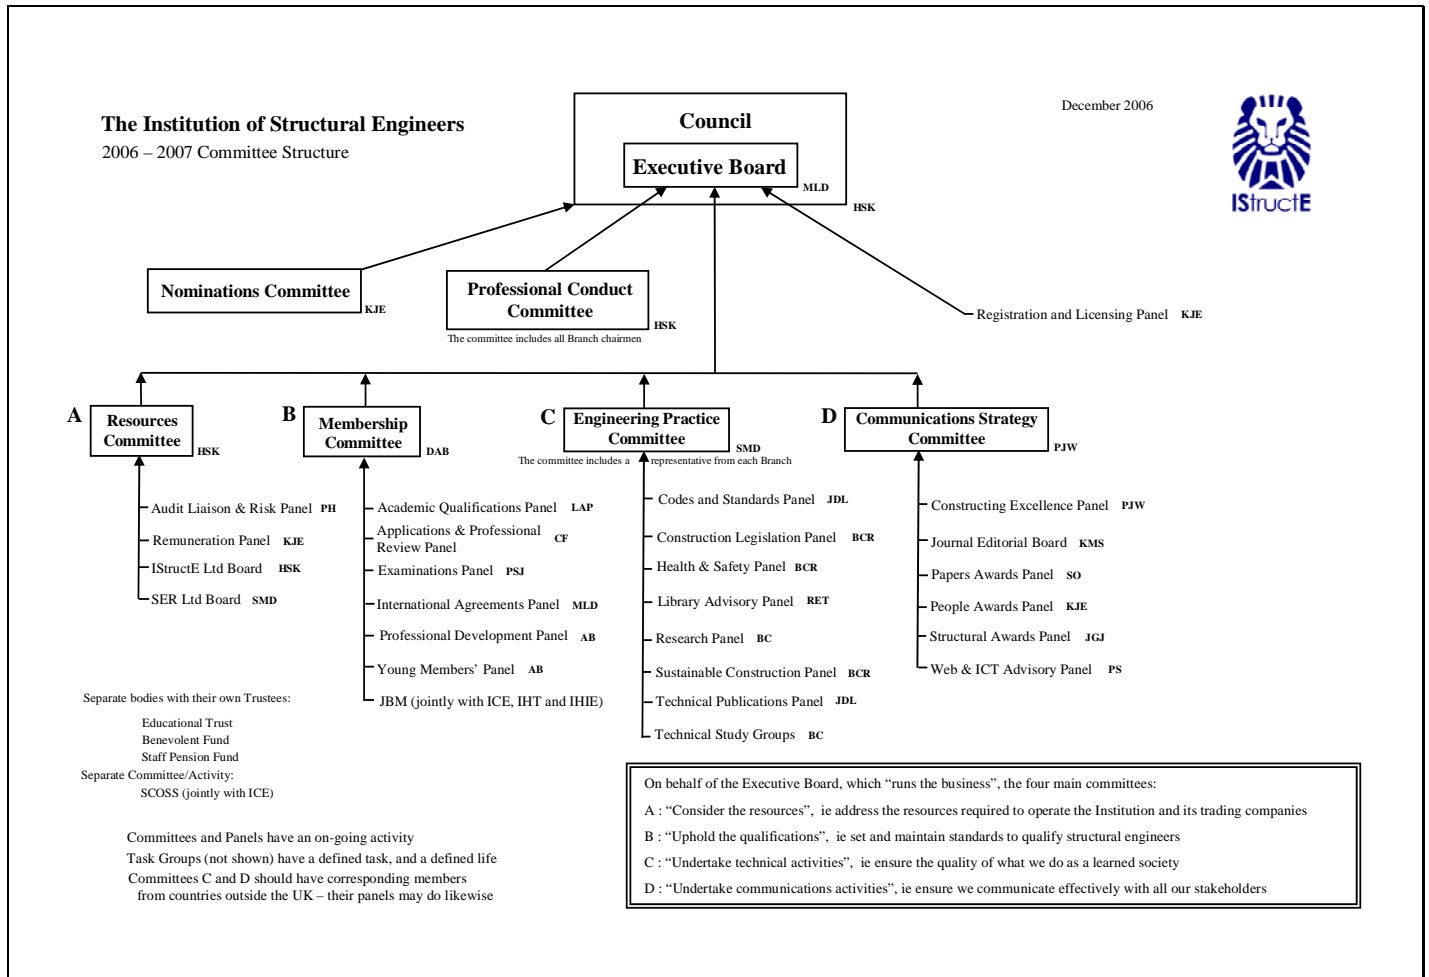 The Institution of Structural Engineers
2006 – 2007 Committee Structure
Council
Executive Board
MLD
HSK
December 2006
IStructE
Nominations Committee
KJE
Professional Conduct
Committee
HSK
The committee includes all Branch chairmen
Registration and Licensing Panel KJE
A
Resources
Committee
HSK
Audit Liaison & Risk Panel PH
Remuneration Panel KJE
IStructE Ltd Board HSK
SER Ltd Board SMD
B
Membership
Committee
DAB
Academic Qualifications Panel LAP
Applications & Professional
Review Panel CF
Examinations Panel PSJ
International Agreements Panel MLD
Professional Development Panel AB
Young Members’ Panel AB
JBM (jointly with ICE, IHT and IHIE)
C
Engineering Practice
Committee
SMD
The committee includes a representative from each Branch
Codes and Standards Panel JDL
Construction Legislation Panel BCR
Health & Safety Panel BCR
Library Advisory Panel RET
Research Panel BC
Sustainable Construction Panel BCR
Technical Publications Panel JDL
Technical Study Groups BC
D
Communications Strategy
Committee
PJW
Constructing Excellence Panel PJW
Journal Editorial Board KMS
Papers Awards Panel SO
People Awards Panel KJE
Structural Awards Panel JGJ
Web & ICT Advisory Panel PS
Separate bodies with their own Trustees:
Educational Trust
Benevolent Fund
Staff Pension Fund
Separate Committee/Activity:
SCOSS (jointly with ICE)
Committees and Panels have an on-going activity
Task Groups (not shown) have a defined task, and a defined life
Committees C and D should have corresponding members
from countries outside the UK – their panels may do likewise
On behalf of the Executive Board, which “runs the business”, the four main committees:
A : “Consider the resources”, ie address the resources required to operate the Institution and its trading companies
B : “Uphold the qualifications”, ie set and maintain standards to qualify structural engineers
C : “Undertake technical activities”, ie ensure the quality of what we do as a learned society
D : “Undertake communications activities”, ie ensure we communicate effectively with all our stakeholders